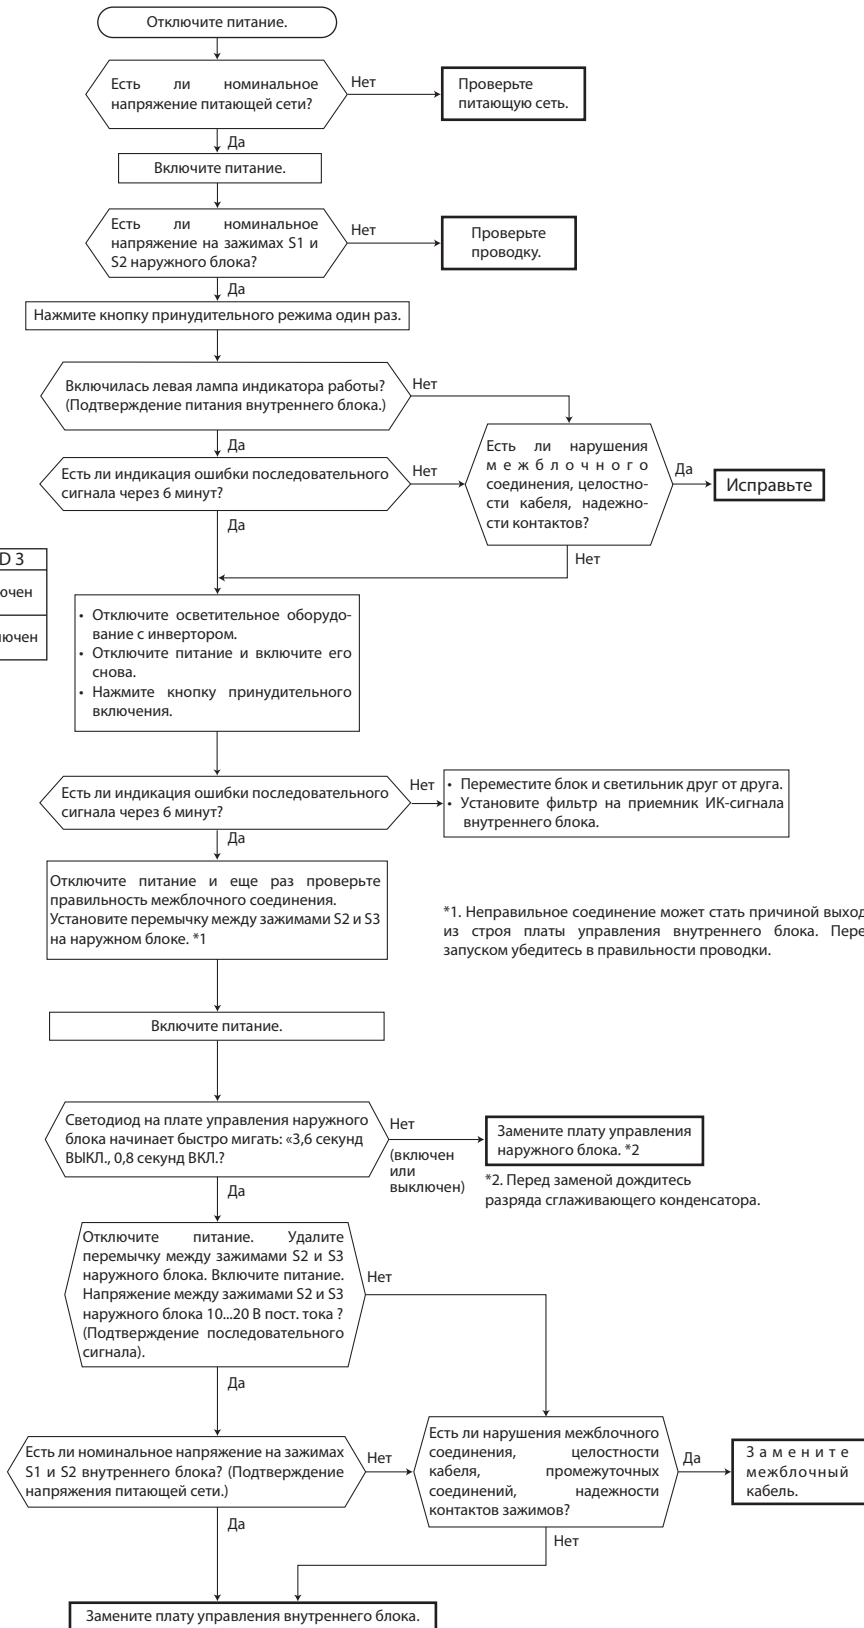 Отключите питание.
Есть ли номинальное
напряжение питающей сети?
Нет
Проверьте
питающую сеть.
Да
Включите питание.
Есть ли номинальное
напряжение на зажимах S1 и
S2 наружного блока?
Нет
Проверьте
проводку.
Да
Нажмите кнопку принудительного режима один раз.
Включилась левая лампа индикатора работы?
(Подтверждение питания внутреннего блока.)
Нет
Да
Есть ли индикация ошибки последовательного
сигнала через 6 минут?
Нет
Есть ли нарушения
межблочного
соединения, целостно-
сти кабеля, надежно-
сти контактов?
Да
Исправьте
Да
Нет
D 3
ючен
лючен
• Отключите осветительное оборудо-
вание с инвертором.
• Отключите питание и включите его
снова.
• Нажмите кнопку принудительного
включения.
Есть ли индикация ошибки последовательного
сигнала через 6 минут?
Нет
• Переместите блок и светильник друг от друга.
• Установите фильтр на приемник ИК-сигнала
внутреннего блока.
Да
Отключите питание и еще раз проверьте
правильность межблочного соединения.
Установите перемычку между зажимами S2 и S3
на наружном блоке. *1
*1. Неправильное соединение может стать причиной выход
из строя платы управления внутреннего блока. Пере
запуском убедитесь в правильности проводки.
Включите питание.
Светодиод на плате управления наружного
блока начинает быстро мигать: «3,6 секунд
ВЫКЛ., 0,8 секунд ВКЛ.?
Нет
(включен
или
выключен)
Замените плату управления
наружного блока. *2
*2. Перед заменой дождитесь
разряда сглаживающего конденсатора.
Да
Отключите питание. Удалите
перемычку между зажимами S2 и S3
наружного блока. Включите питание.
Напряжение между зажимами S2 и S3
наружного блока 10...20 В пост. тока ?
(Подтверждение последовательного
сигнала).
Нет
Да
Есть ли номинальное напряжение на зажимах
S1 и S2 внутреннего блока? (Подтверждение
напряжения питающей сети.)
Нет
Есть ли нарушения межблочного
соединения, целостности
кабеля, промежуточных
соединений, надежности
контактов зажимов?
Да
Замените
межблочный
кабель.
Да
Нет
Замените плату управления внутреннего блока.